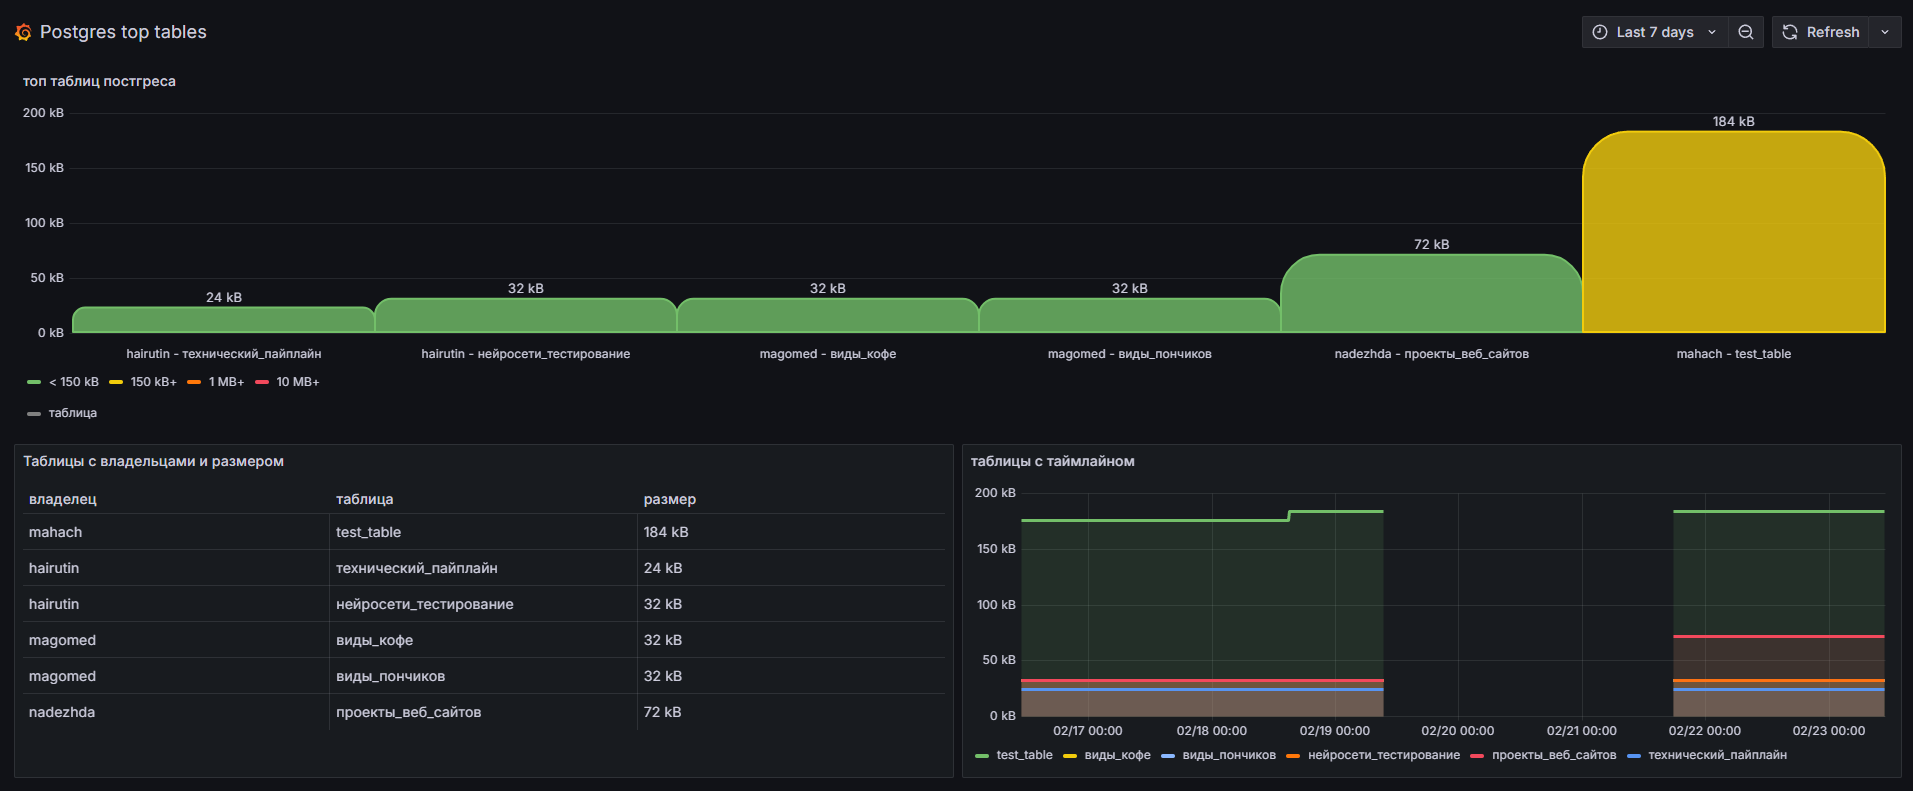 Postgres top tables
Last 7 days
Refresh
топ таблиц постгреса
200 kB
150 kB
100 kB
50 kB
0 kB
24 kB
32 kB
32 kB
32 kB
72 kB
184 kB
hairutin - технический_пайплайн
hairutin - нейросети_тестирование
magomed - виды_кофе
magomed - виды_пончиков
nadezhda - проекты_веб_сайтов
mahach - test_table
< 150 kB 150 kB+ 1 MB+ 10 MB+
таблица
Таблицы с владельцами и размером
владелец таблица размер
mahach test_table 184 kB
hairutin технический_пайплайн 24 kB
hairutin нейросети_тестирование 32 kB
magomed виды_кофе 32 kB
magomed виды_пончиков 32 kB
nadezhda проекты_веб_сайтов 72 kB
таблицы с таймлайном
200 kB
150 kB
100 kB
50 kB
0 kB
02/17 00:00 02/18 00:00 02/19 00:00 02/20 00:00 02/21 00:00 02/22 00:00 02/23 00:00
test_table виды_кофе виды_пончиков нейросети_тестирование проекты_веб_сайтов технический_пайплайн